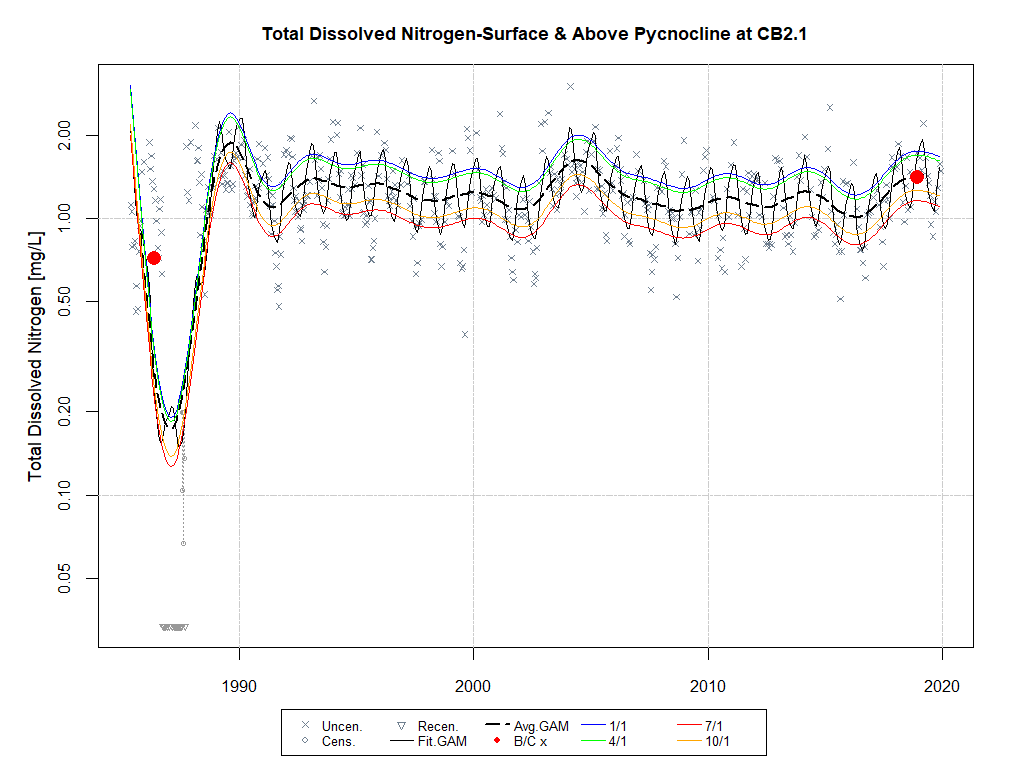 Total Dissolved Nitrogen-Surface & Above Pycnocline at CB2.1
Total Dissolved Nitrogen [mg/L]
2.00
1.00
0.50
0.20
0.10
0.05
1990 2000 2010 2020
Uncen. Recen. Avg.GAM 1/1 7/1
Cens. Fit.GAM B/C x 4/1 10/1